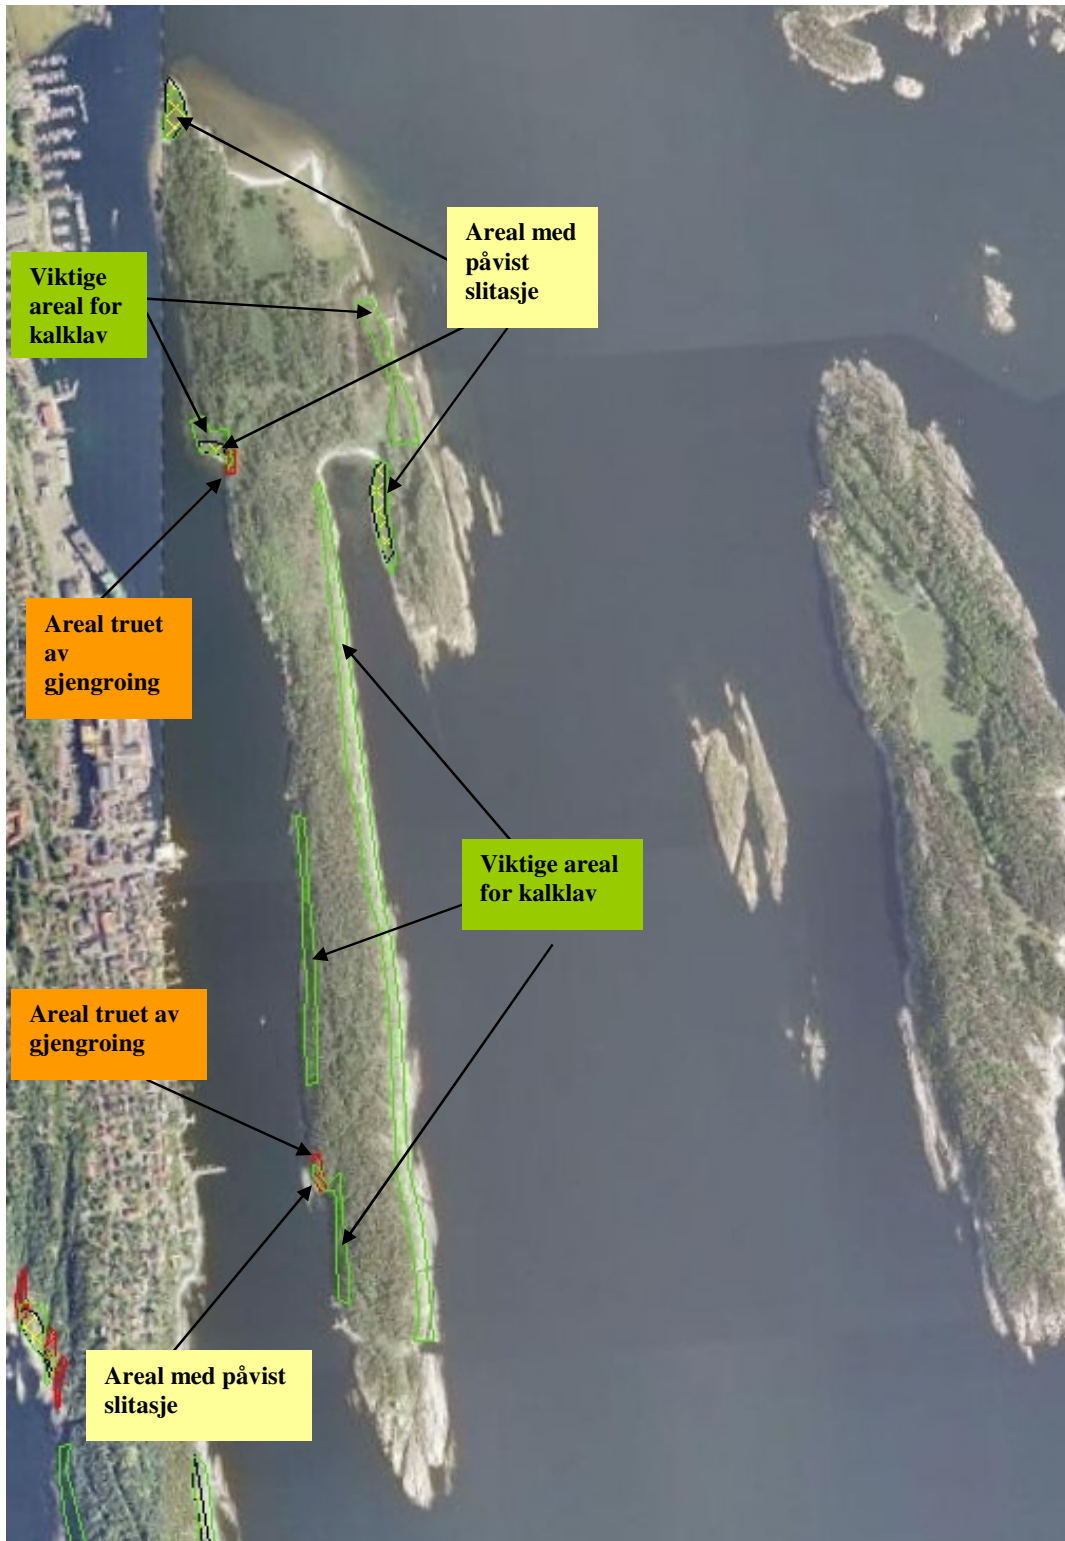 Areal med
påvist
slitasje
Viktige
areal for
kalklav
Areal truet
av
gjengroing
Viktige areal
for kalklav
Areal truet av
gjengroing
Areal med påvist
slitasje